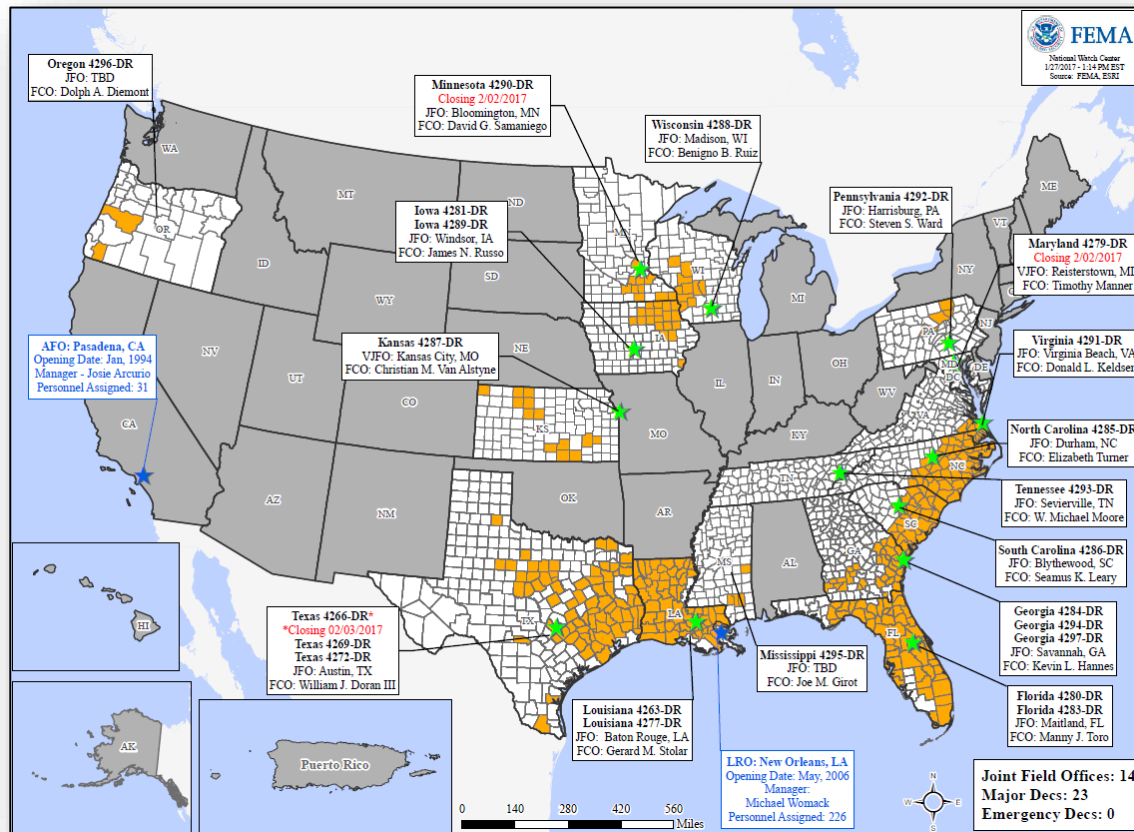 FEMA
National Watch Center
1/27/2017 - 1:14 PM EST
Source: FEMA, ESRI
Oregon 4296-DR
JFO: TBD
FCO: Dolph A. Diemont
Minnesota 4290-DR
Closing 2/02/2017
JFO: Bloomington, MN
FCO: David G. Samaniego
Wisconsin 4288-DR
JFO: Madison, WI
FCO: Benigno B. Ruiz
Iowa 4281-DR
Iowa 4289-DR
JFO: Windsor, IA
FCO: James N. Russo
Pennsylvania 4292-DR
JFO: Harrisburg, PA
FCO: Steven S. Ward
Maryland 4279-DR
Closing 2/02/2017
VJFO: Reisterstown, MD
FCO: Timothy Manner
Kansas 4287-DR
VJFO: Kansas City, MO
FCO: Christian M. Van Alstyne
AFO: Pasadena, CA
Opening Date: Jan, 1994
Manager - Josie Arcurio
Personnel Assigned: 31
Virginia 4291-DR
JFO: Virginia Beach, VA
FCO: Donald L. Keldsen
North Carolina 4285-DR
JFO: Durham, NC
FCO: Elizabeth Turner
Tennessee 4293-DR
JFO: Sevierville, TN
FCO: W. Michael Moore
South Carolina 4286-DR
JFO: Blythewood, SC
FCO: Seamus K. Leary
Georgia 4284-DR
Georgia 4294-DR
Georgia 4297-DR
JFO: Savannah, GA
FCO: Kevin L. Hannes
Florida 4280-DR
Florida 4283-DR
JFO: Maitland, FL
FCO: Manny J. Toro
Texas 4266-DR*
*Closing 02/03/2017
Texas 4269-DR
Texas 4272-DR
JFO: Austin, TX
FCO: William J. Doran III
Louisiana 4263-DR
Louisiana 4277-DR
JFO: Baton Rouge, LA
FCO: Gerard M. Stolar
Mississippi 4295-DR
JFO: TBD
FCO: Joe M. Girot
LRO: New Orleans, LA
Opening Date: May, 2006
Manager:
Michael Womack
Personnel Assigned: 226
WA
OR
MT
ID
WY
ND
SD
NE
NV
UT
CO
CA
AZ
NM
KS
OK
TX
MN
IA
MO
AR
LA
WI
IL
MI
IN
OH
KY
TN
MS
AL
GA
FL
SC
NC
VA
WV
PA
NY
VT
ME
NJ
DE
MD
DC
HI
AK
Puerto Rico
0 140 280 420 560
Miles
N
W E
S
Joint Field Offices: 14
Major Decs: 23
Emergency Decs: 0